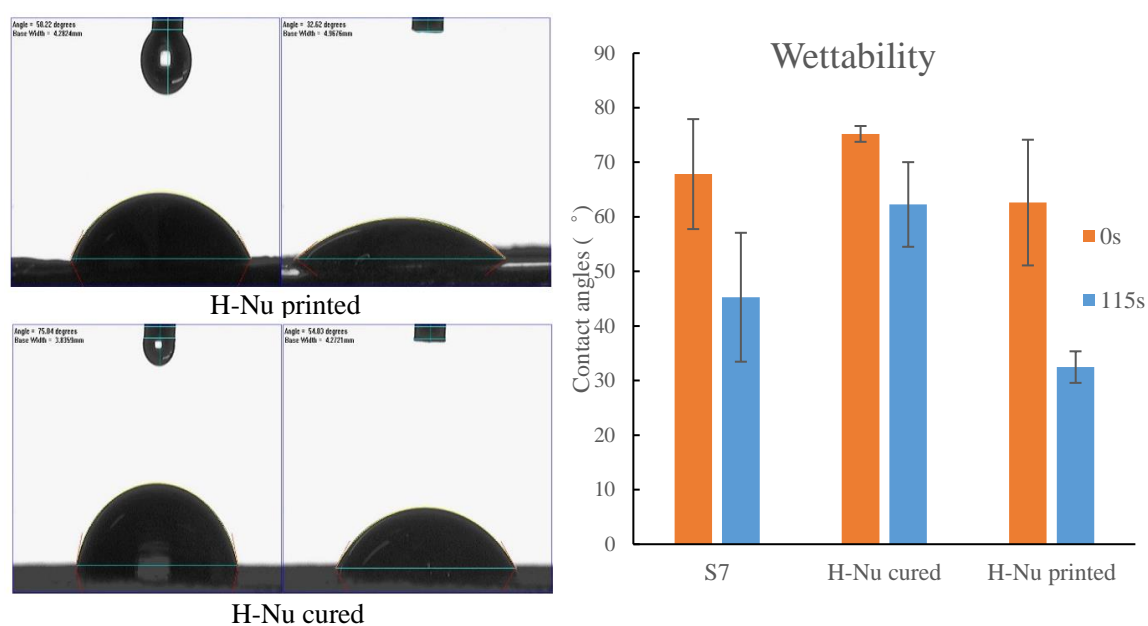 Angle = 50.22 degrees
Base Width = 4.2824mm
Angle = 32.62 degrees
Base Width = 4.9676mm
H-Nu printed
Angle = 75.04 degrees
Base Width = 3.8359mm
Angle = 54.03 degrees
Base Width = 4.2721mm
H-Nu cured
Wettability
Contact angles ( °)
90
80
70
60
50
40
30
20
10
0
S7
H-Nu cured
H-Nu printed
0s
115s